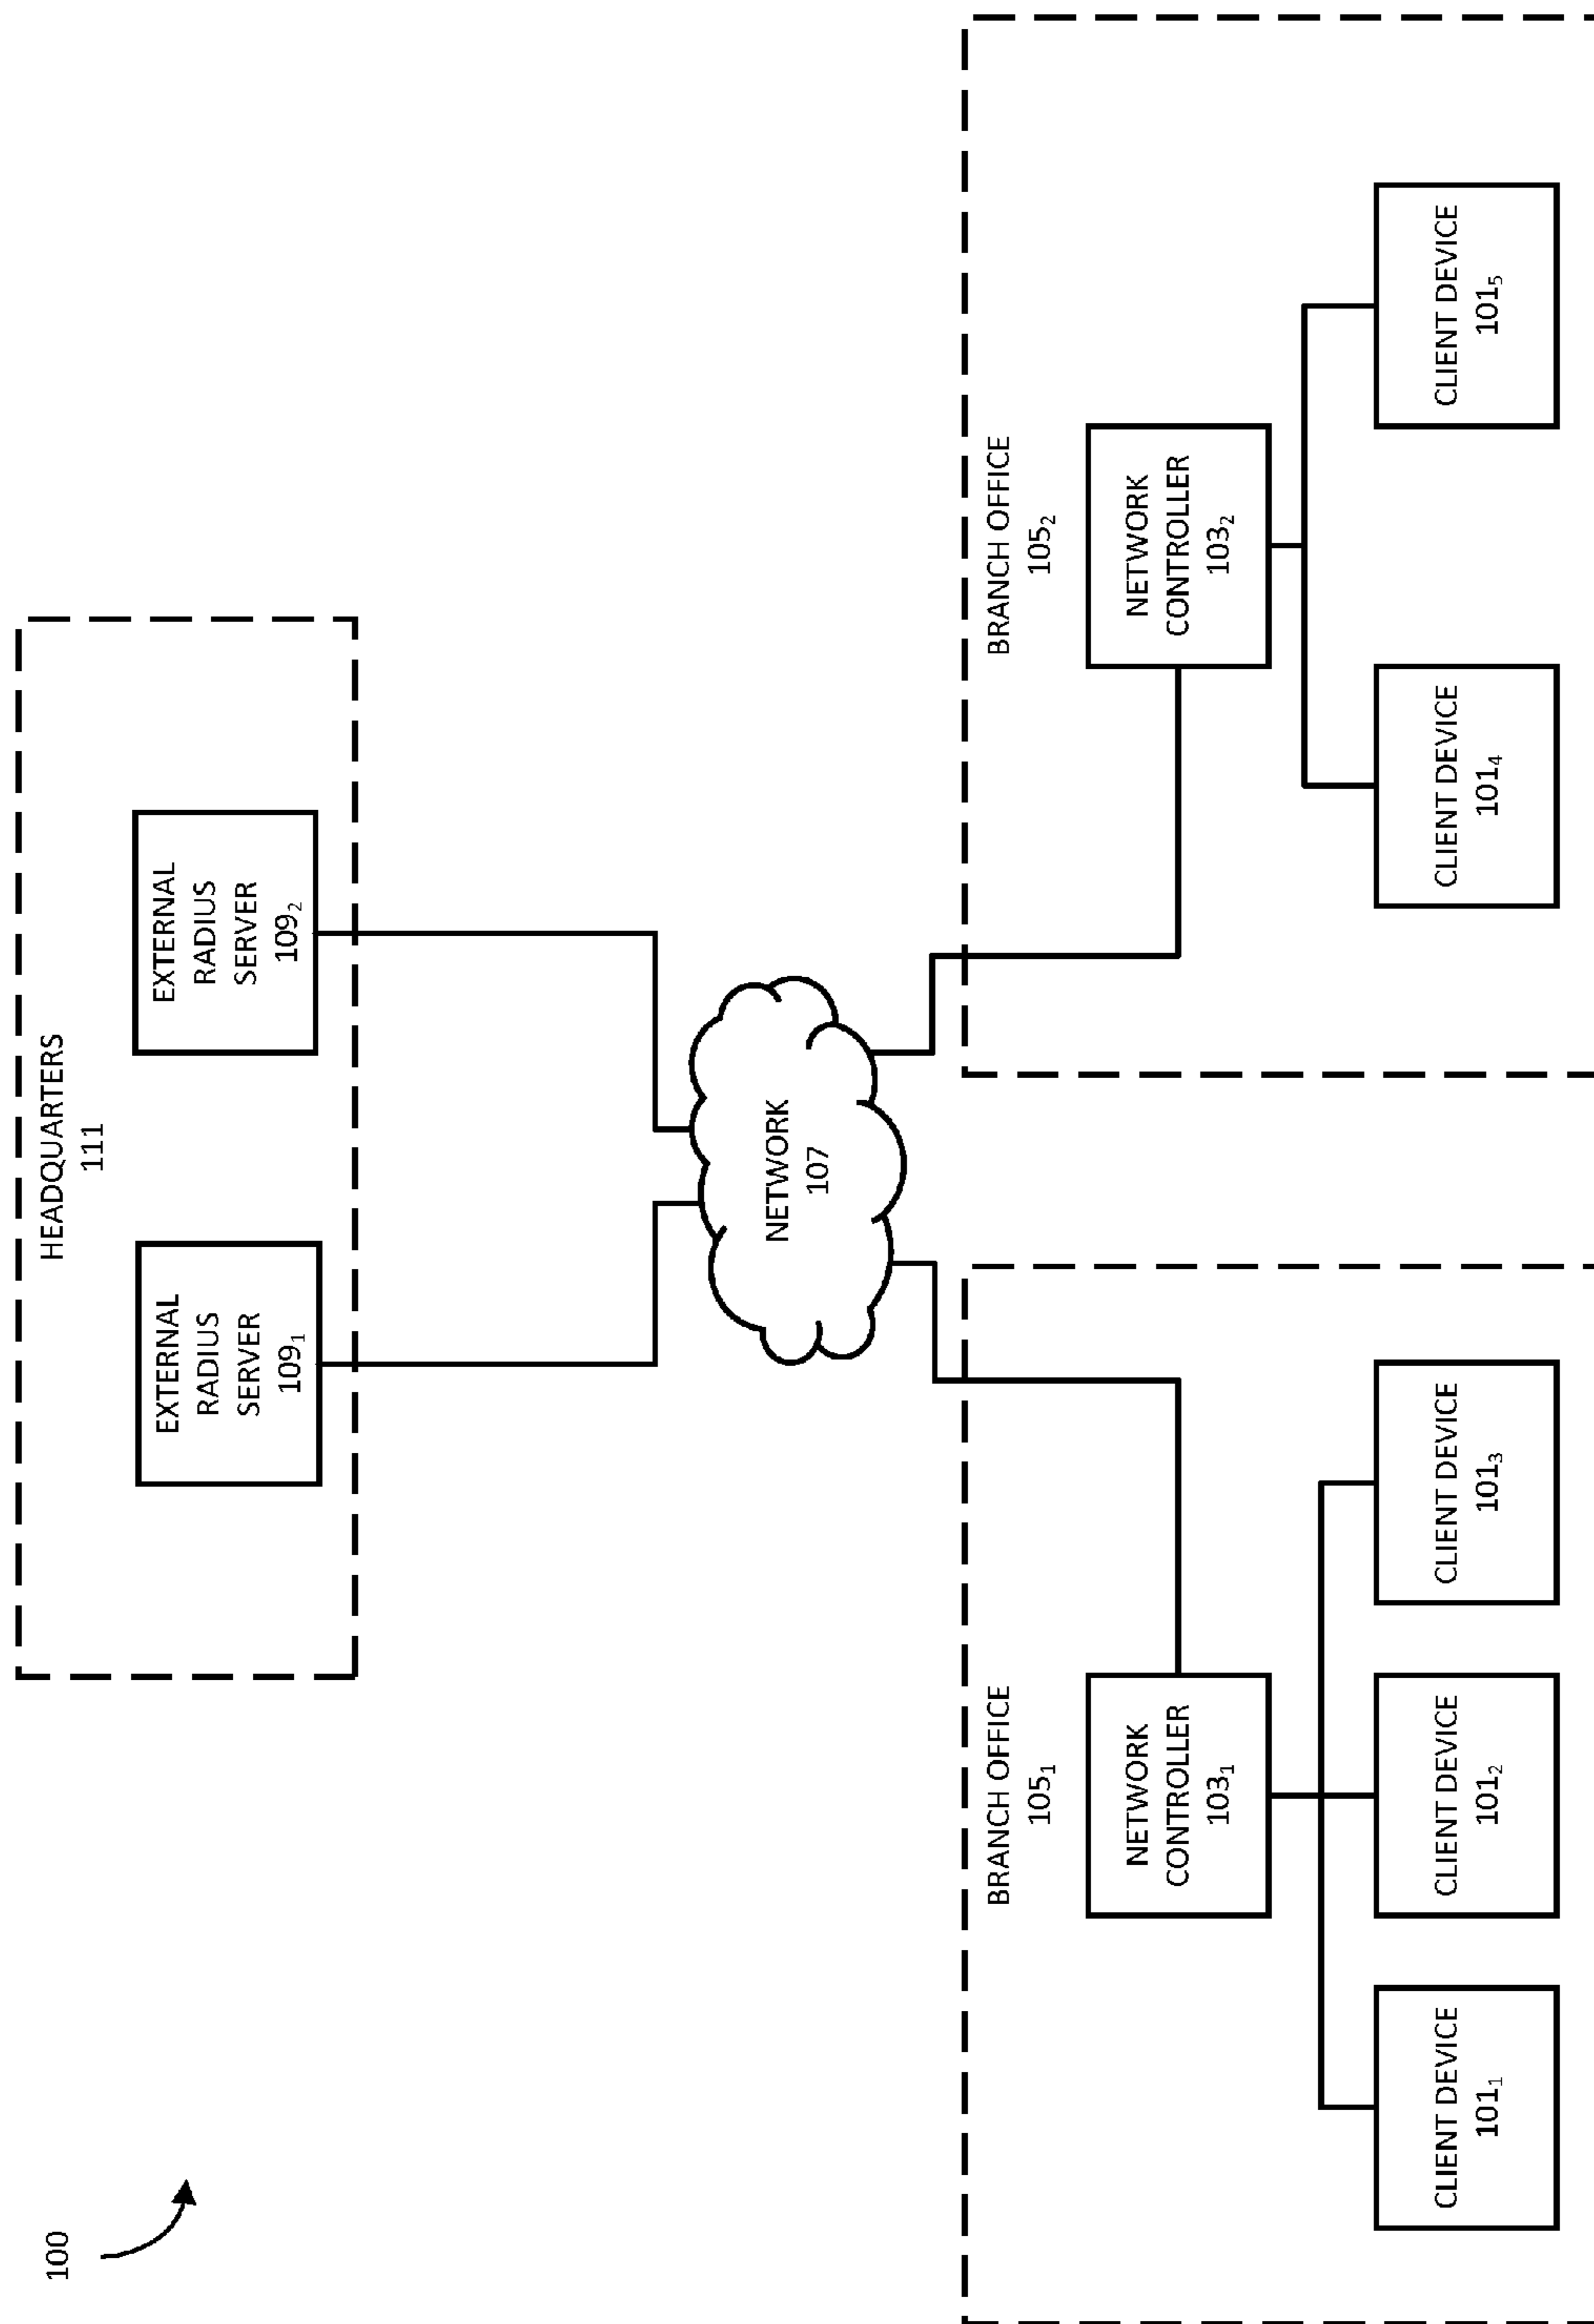 100
HEADQUARTERS
111
EXTERNAL
RADIUS
SERVER
109₁
EXTERNAL
RADIUS
SERVER
109₂
NETWORK
107
BRANCH OFFICE
105₁
NETWORK
CONTROLLER
103₁
CLIENT DEVICE
101₁
CLIENT DEVICE
101₂
CLIENT DEVICE
101₃
BRANCH OFFICE
105₂
NETWORK
CONTROLLER
103₂
CLIENT DEVICE
101₄
CLIENT DEVICE
101₅